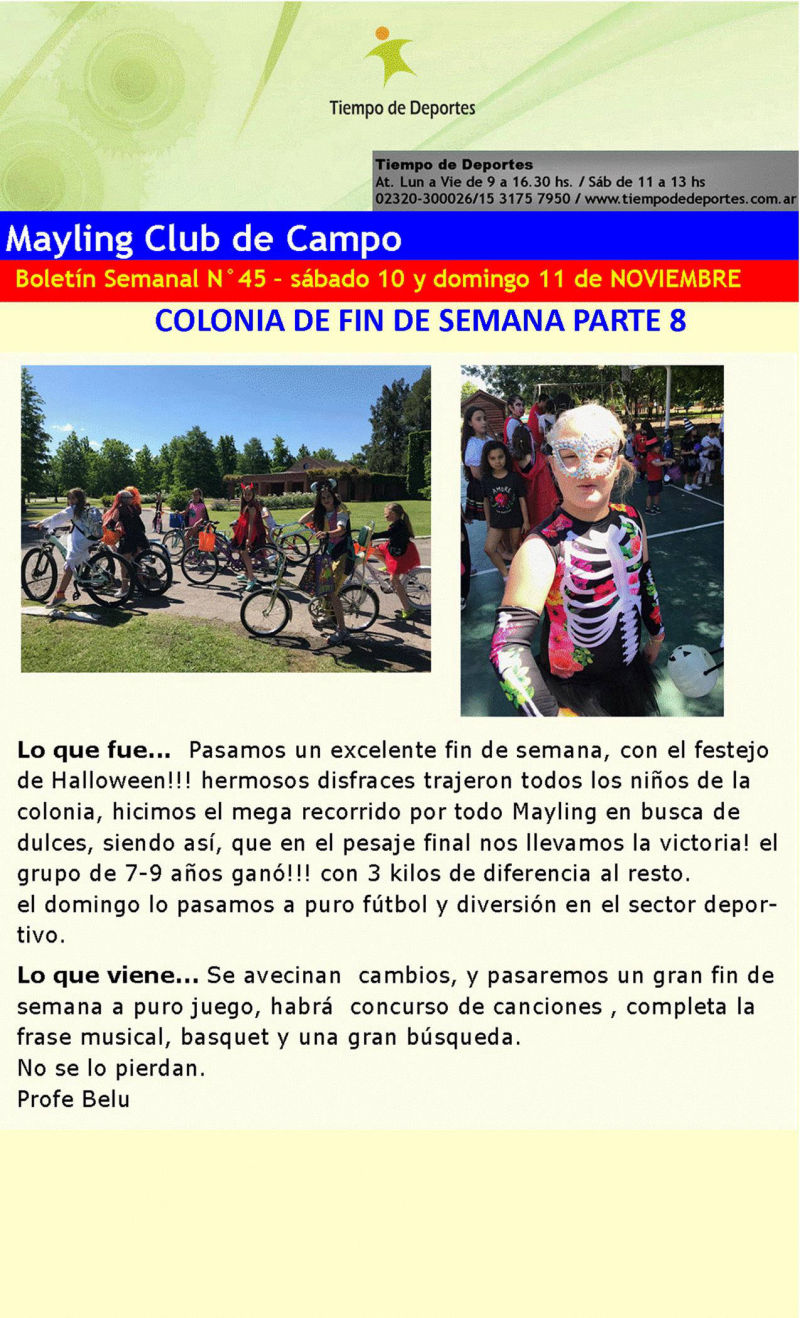 Tiempo de Deportes
Tiempo de Deportes
At. Lun a Vie de 9 a 16.30 hs. / Sáb de 11 a 13 hs
02320-300026/15 3175 7950 / www.tiempodedeportes.com.ar
Mayling Club de Campo
Boletín Semanal N°45 – sábado 10 y domingo 11 de NOVIEMBRE
COLONIA DE FIN DE SEMANA PARTE 8
AMORE
Lo que fue... Pasamos un excelente fin de semana, con el festejo
de Halloween!!! hermosos disfraces trajeron todos los niños de la
colonia, hicimos el mega recorrido por todo Mayling en busca de
dulces, siendo así, que en el pesaje final nos llevamos la victoria! el
grupo de 7-9 años ganó!!! con 3 kilos de diferencia al resto.
el domingo lo pasamos a puro fútbol y diversión en el sector depor-
tivo.
Lo que viene... Se avecinan cambios, y pasaremos un gran fin de
semana a puro juego, habrá concurso de canciones , completa la
frase musical, basquet y una gran búsqueda.
No se lo pierdan.
Profe Belu